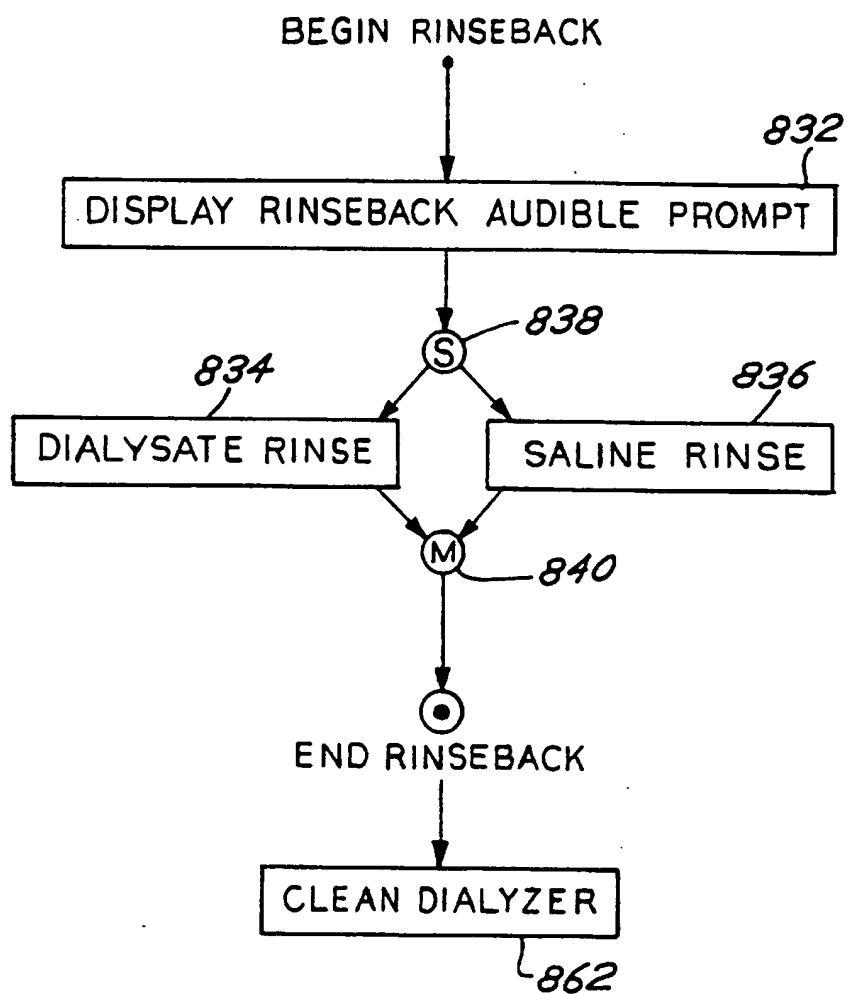 BEGIN RINSEBACK
832
DISPLAY RINSEBACK AUDIBLE PROMPT
S
838
834
836
DIALYSATE RINSE
SALINE RINSE
M
840
END RINSEBACK
CLEAN DIALYZER
862